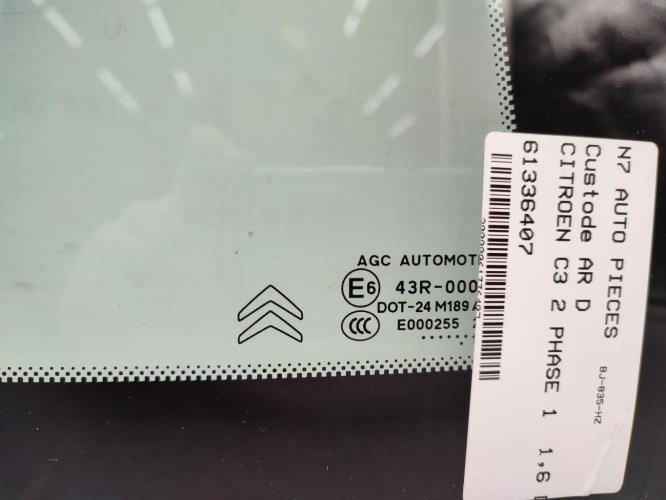 AGC AUTOMOT
E6 43R-000
DOT-24 M189 A
CCC E000255
N7 AUTO PIECES
Custode AR D
CITROEN C3 2 PHASE 1 1,6
61336407
BJ-835-HZ